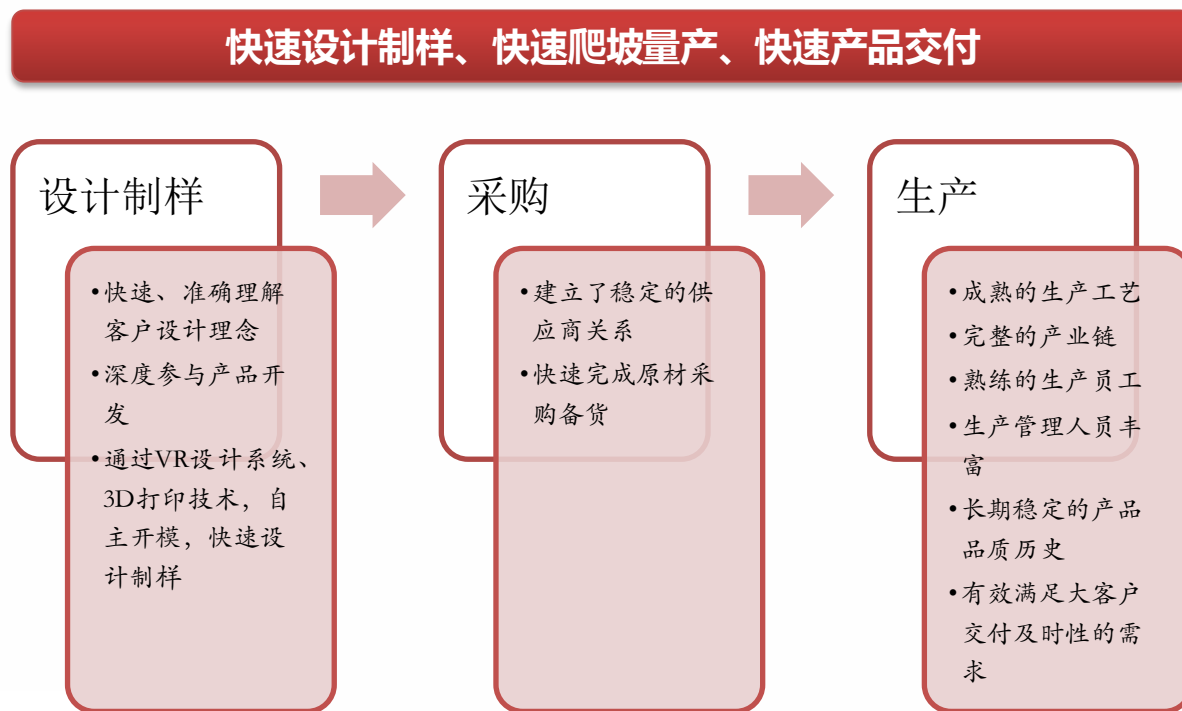 快速设计制样、快速爬坡量产、快速产品交付
设计制样
•快速、准确理解
客户设计理念
•深度参与产品开
发
•通过VR设计系统、
3D打印技术，自
主开模，快速设
计制样
采购
•建立了稳定的供
应商关系
•快速完成原材采
购备货
生产
•成熟的生产工艺
•完整的产业链
•熟练的生产员工
•生产管理人员丰
富
•长期稳定的产品
品质历史
•有效满足大客户
交付及时性的需
求